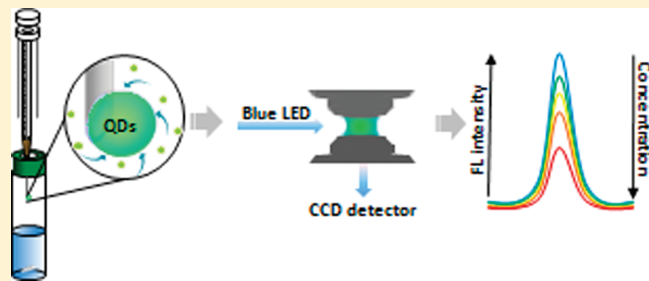 QDs
Blue LED
CCD detector
FL intensity
Concentration